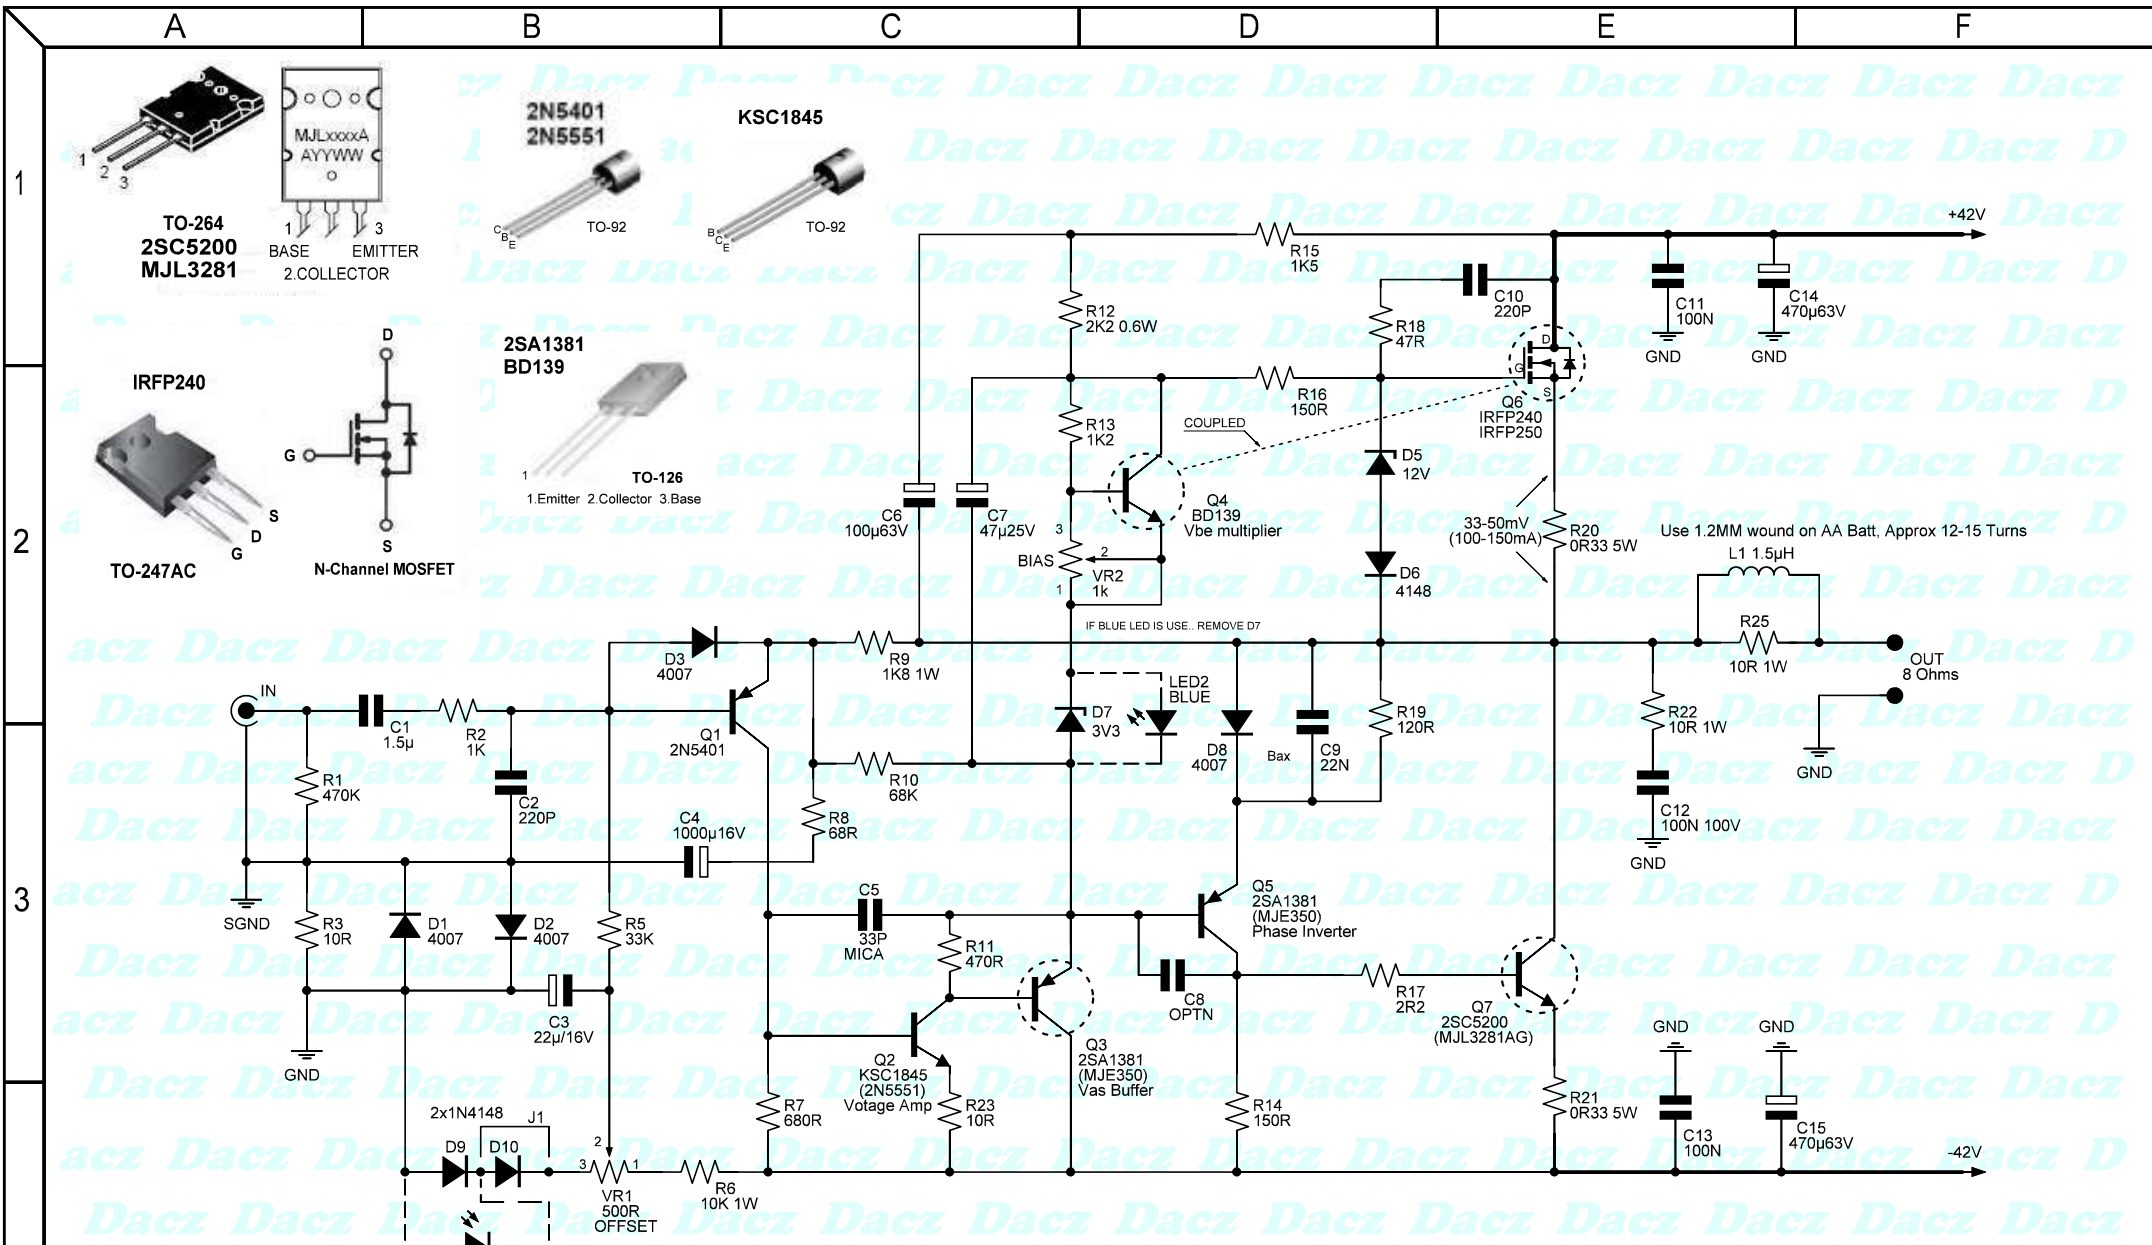 A B C D E F
1
2
3
MJLxxxxA
AYYWW
1
2
3
TO-264
2SC5200
MJL3281
1 3
BASE EMITTER
2.COLLECTOR
2N5401
2N5551
C
B
E
TO-92
KSC1845
B
C
E
TO-92
IRFP240
G D S
TO-247AC
D
G
S
N-Channel MOSFET
2SA1381
BD139
1
TO-126
1.Emitter 2.Collector 3.Base
+42V
R15
1K5
R12
2K2 0.6W
C10
220P
R18
47R
C11
100N
GND
C14
470µ63V
GND
D
G
S
Q6
IRFP240
IRFP250
R16
150R
R13
1K2
COUPLED
D5
12V
C6
100µ63V
C7
47µ25V
Q4
BD139
Vbe multiplier
3
BIAS
2
VR2
1k
1
33-50mV
(100-150mA)
R20
0R33 5W
D6
4148
Use 1.2MM wound on AA Batt, Approx 12-15 Turns
L1 1.5µH
R25
10R 1W
OUT
8 Ohms
GND
IF BLUE LED IS USE.. REMOVE D7
D3
4007
R9
1K8 1W
IN
C1
1.5µ
R2
1K
Q1
2N5401
D7
3V3
LED2
BLUE
D8
4007
Bax
C9
22N
R19
120R
R22
10R 1W
C12
100N 100V
GND
R1
470K
C2
220P
R10
68K
R8
68R
C4
1000µ16V
SGND
R3
10R
D1
4007
D2
4007
R5
33K
C5
33P
MICA
R11
470R
Q5
2SA1381
(MJE350)
Phase Inverter
C3
22µ/16V
GND
C8
OPTN
R17
2R2
Q7
2SC5200
(MJL3281AG)
GND
GND
Q2
KSC1845
(2N5551)
Votage Amp
Q3
2SA1381
(MJE350)
Vas Buffer
R7
680R
R23
10R
R14
150R
R21
0R33 5W
C13
100N
C15
470µ63V
-42V
2x1N4148
J1
D9 D10
3
2
1
VR1
500R
OFFSET
R6
10K 1W
Dacz